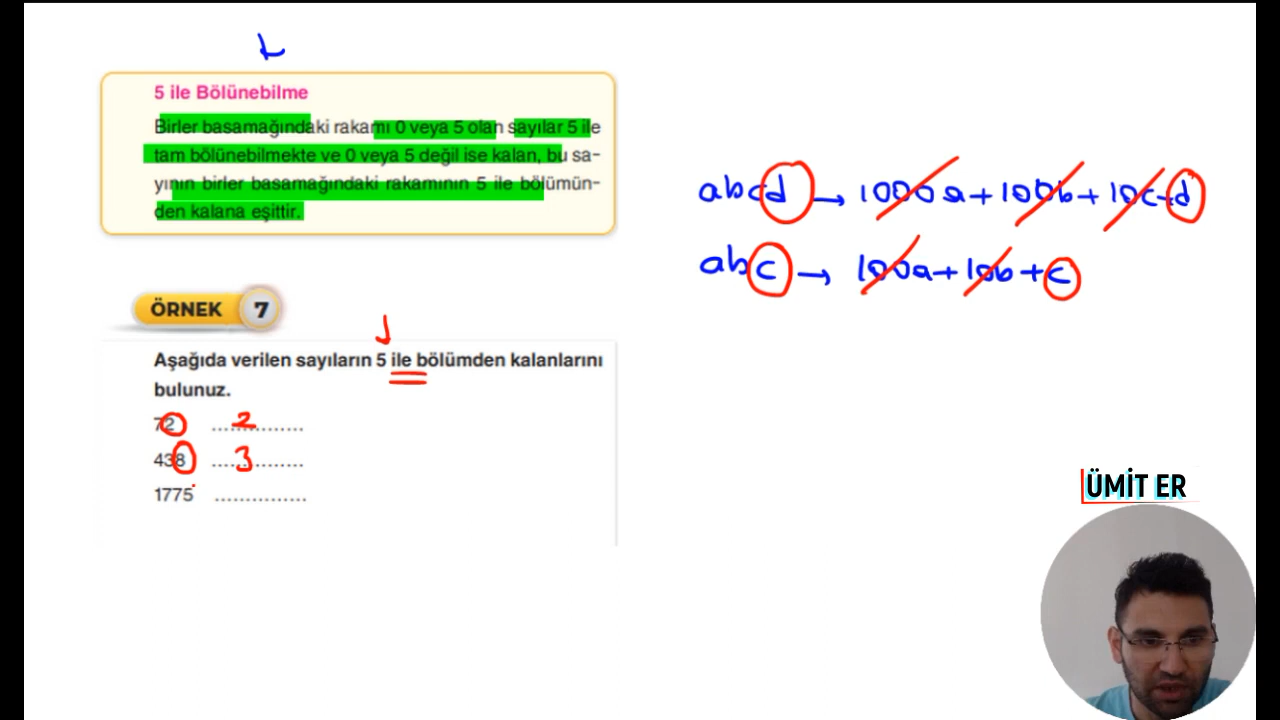 5 ile Bölünebilme
Birler basamağındaki rakamı 0 veya 5 olan sayılar 5 ile
tam bölünebilmekte ve 0 veya 5 değil ise kalan, bu sa-
yının birler basamağındaki rakamının 5 ile bölümün-
den kalana eşittir.
abcd → 1000a + 100b + 10c + d
abc → 100a + 10b + c
ÖRNEK 7
Aşağıda verilen sayıların 5 ile bölümden kalanlarını
bulunuz.
72 ..... 2 .....
438 ..... 3 .....
1775 ...............
ÜMİT ER